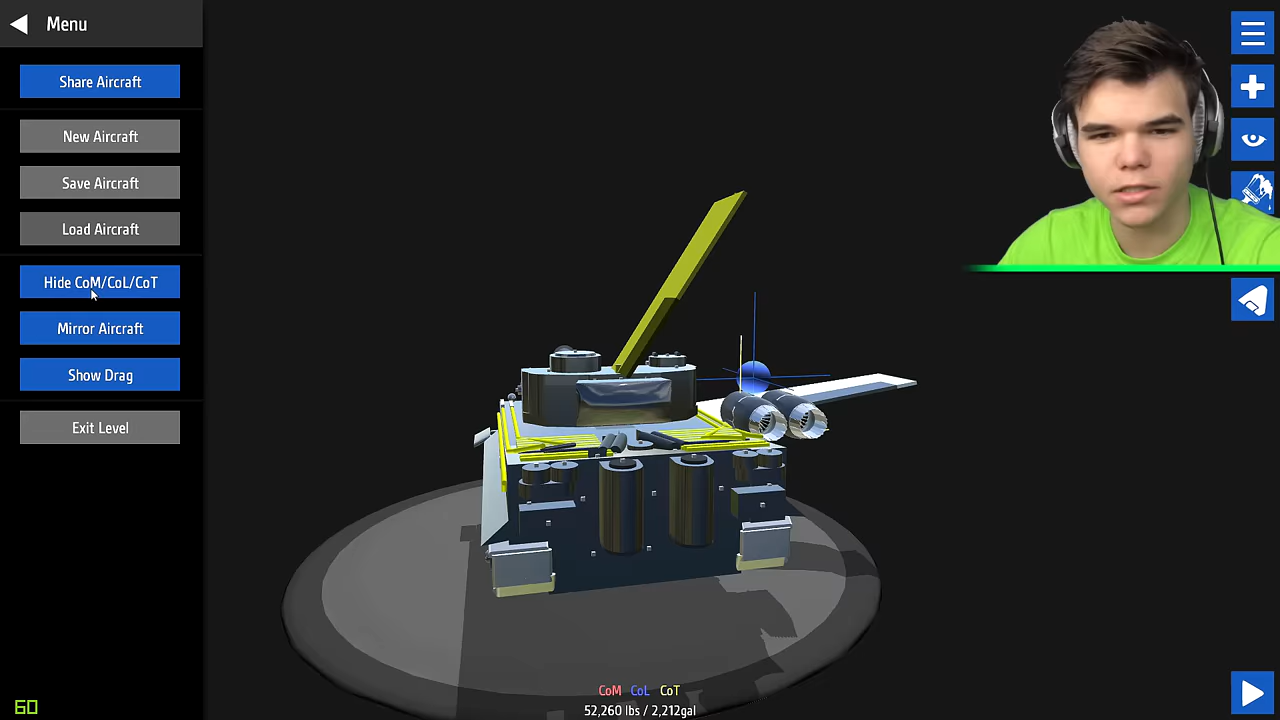 Menu
Share Aircraft
New Aircraft
Save Aircraft
Load Aircraft
Hide CoM/CoL/CoT
Mirror Aircraft
Show Drag
Exit Level
CoM CoL CoT
52,260 lbs / 2,212gal
60